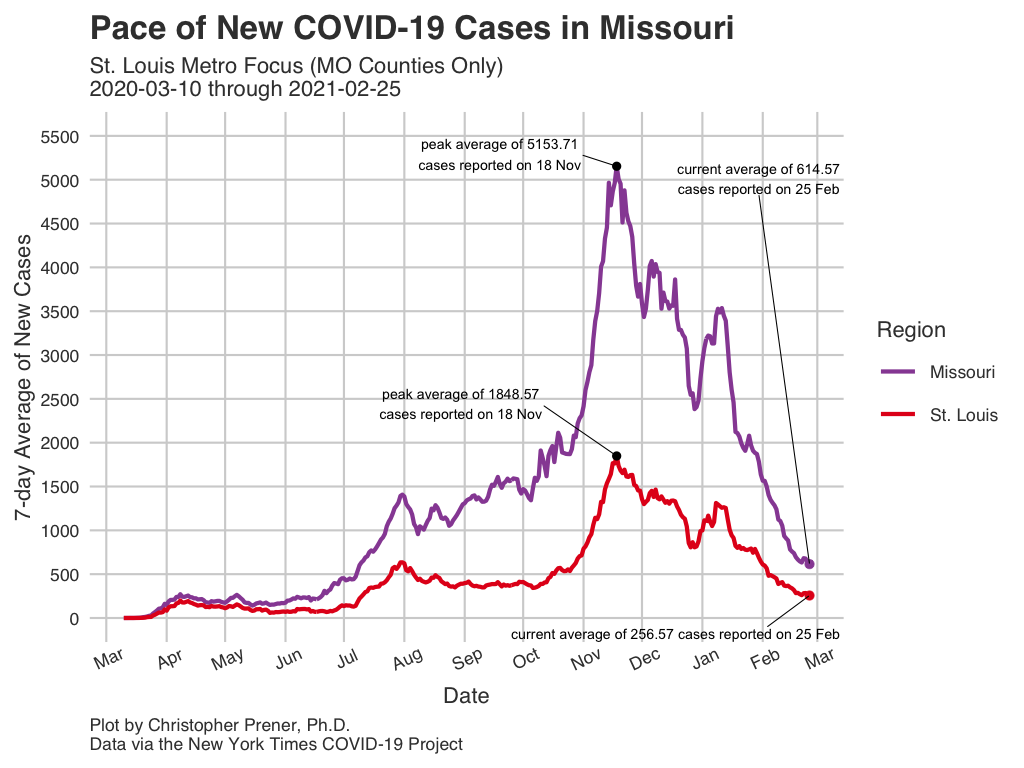 Pace of New COVID-19 Cases in Missouri
St. Louis Metro Focus (MO Counties Only)
2020-03-10 through 2021-02-25
7-day Average of New Cases
5500
5000
4500
4000
3500
3000
2500
2000
1500
1000
500
0
peak average of 5153.71
cases reported on 18 Nov
current average of 614.57
cases reported on 25 Feb
peak average of 1848.57
cases reported on 18 Nov
current average of 256.57 cases reported on 25 Feb
Mar
Apr
May
Jun
Jul
Aug
Sep
Oct
Nov
Dec
Jan
Feb
Mar
Date
Region
Missouri
St. Louis
Plot by Christopher Prener, Ph.D.
Data via the New York Times COVID-19 Project